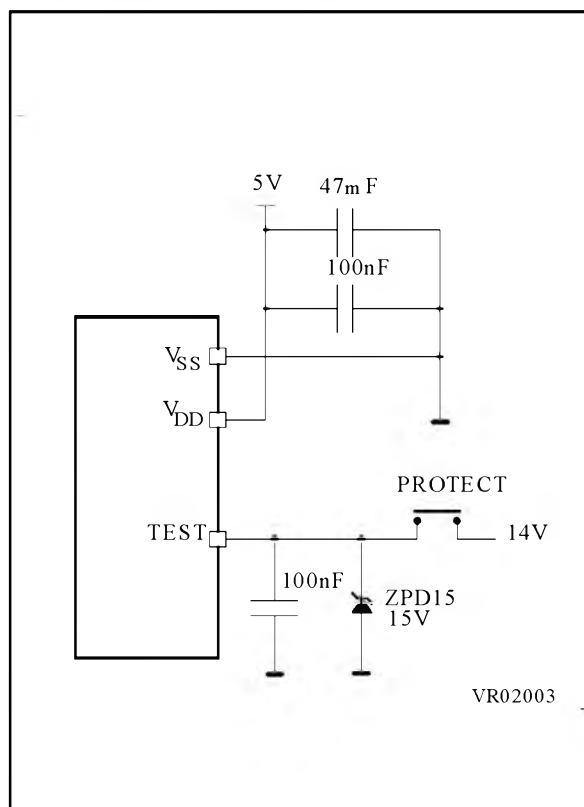 5V
47m F
100nF
VSS
VDD
PROTECT
TEST
14V
100nF
ZPD15
15V
VR02003